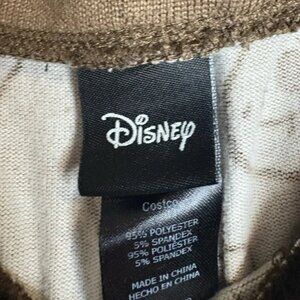 Disney
Costco
95% POLYESTER
5% SPANDEX
95% POLIÉSTER
5% SPANDEX
MADE IN CHINA
HECHO EN CHINA